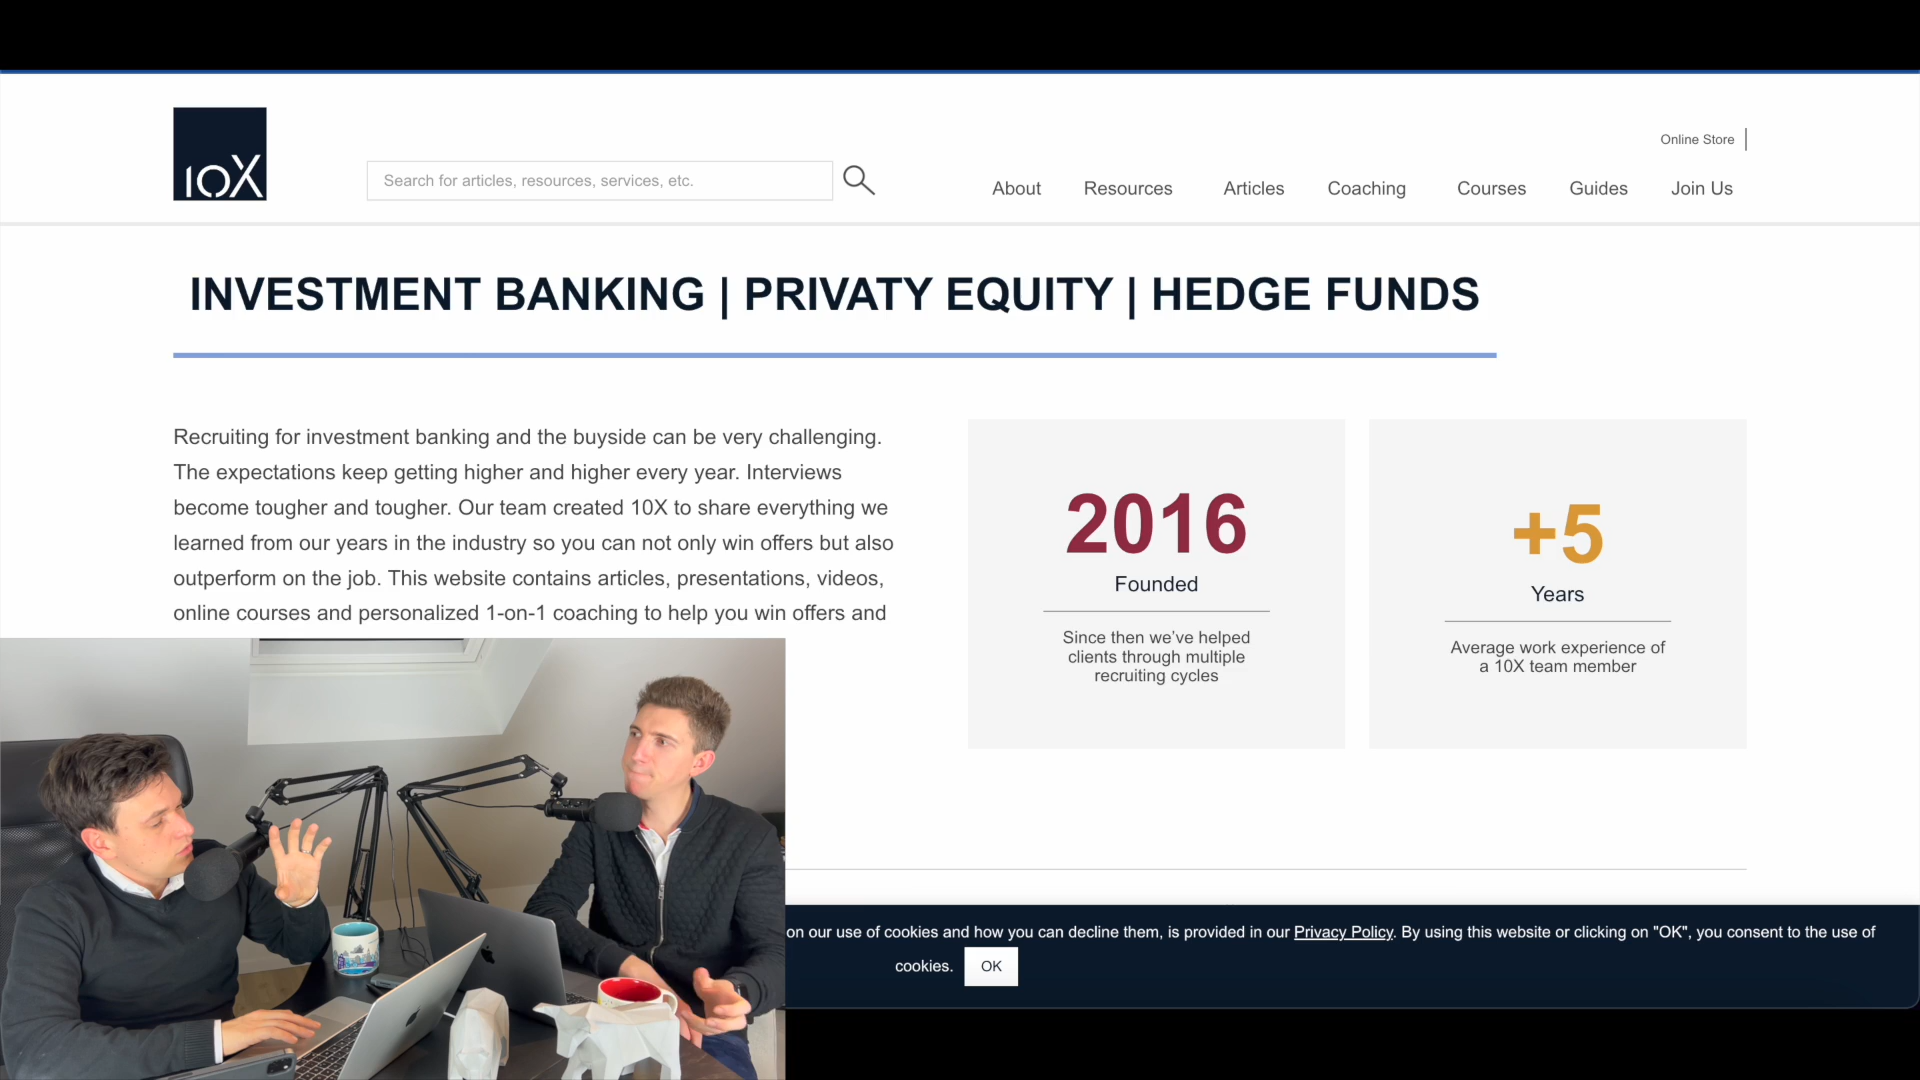 Online Store
10X
Search for articles, resources, services, etc.
About Resources Articles Coaching Courses Guides Join Us
INVESTMENT BANKING | PRIVATY EQUITY | HEDGE FUNDS
Recruiting for investment banking and the buyside can be very challenging.
The expectations keep getting higher and higher every year. Interviews
become tougher and tougher. Our team created 10X to share everything we
learned from our years in the industry so you can not only win offers but also
outperform on the job. This website contains articles, presentations, videos,
online courses and personalized 1-on-1 coaching to help you win offers and
2016
Founded
Since then we've helped
clients through multiple
recruiting cycles
+5
Years
Average work experience of
a 10X team member
on our use of cookies and how you can decline them, is provided in our Privacy Policy. By using this website or clicking on "OK", you consent to the use of
cookies. OK